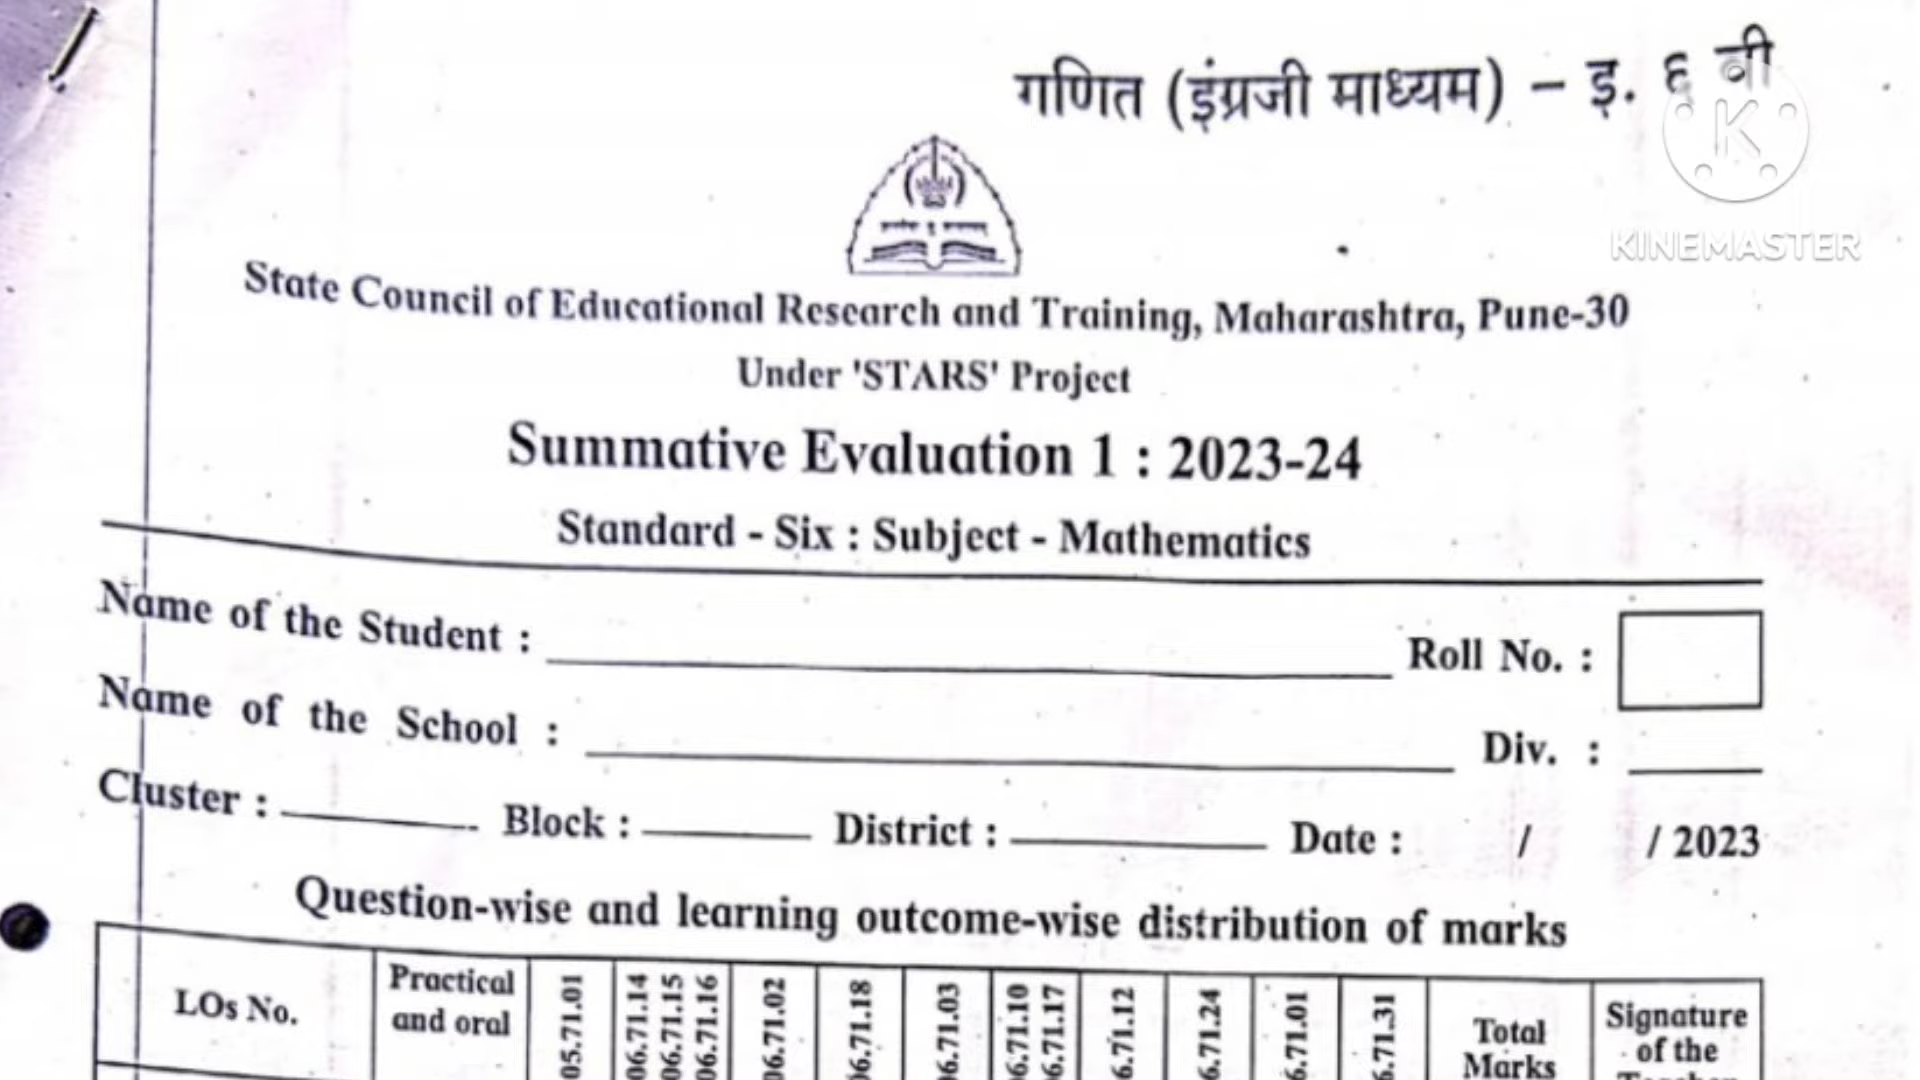 गणित (इंग्रजी माध्यम) – इ. ६ वी
KINEMASTER
State Council of Educational Research and Training, Maharashtra, Pune-30
Under 'STARS' Project
Summative Evaluation 1 : 2023-24
Standard - Six : Subject - Mathematics
Name of the Student : Roll No. :
Name of the School : Div. :
Cluster : Block : District : Date : / / 2023
Question-wise and learning outcome-wise distribution of marks
LOs No.
Practical
and oral
05.71.01
06.71.14
06.71.15
06.71.16
06.71.02
06.71.18
06.71.03
06.71.10
06.71.17
6.71.12
6.71.24
6.71.01
6.71.31
Total
Marks
Signature
of the